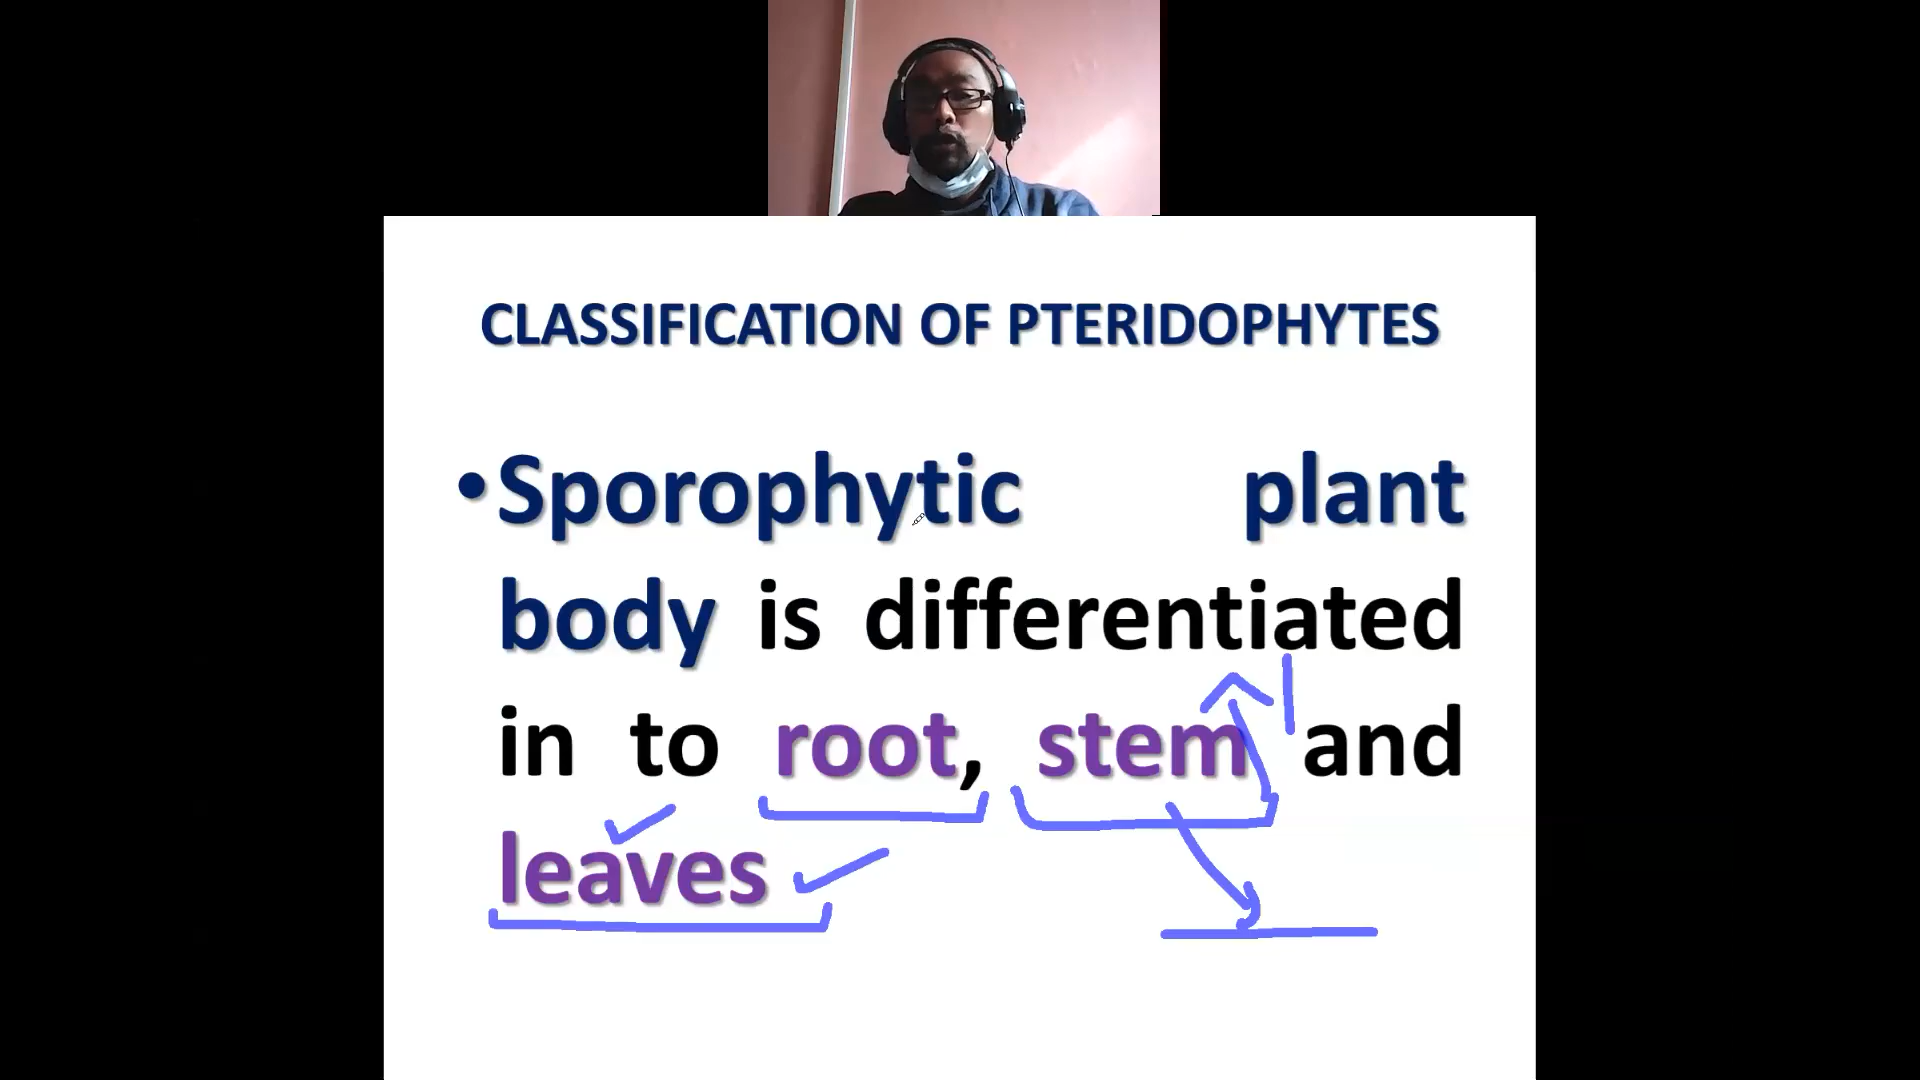 CLASSIFICATION OF PTERIDOPHYTES
•Sporophytic plant
body is differentiated
in to root, stem and
leaves